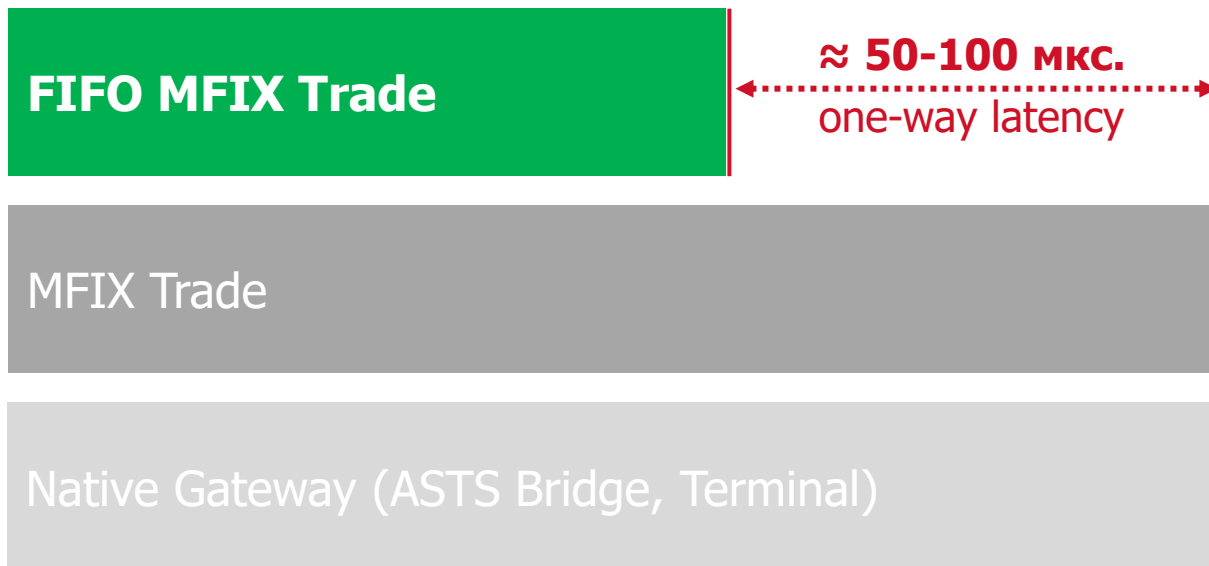 FIFO MFIX Trade
≈ 50-100 мкс.
one-way latency
MFIX Trade
Native Gateway (ASTS Bridge, Terminal)